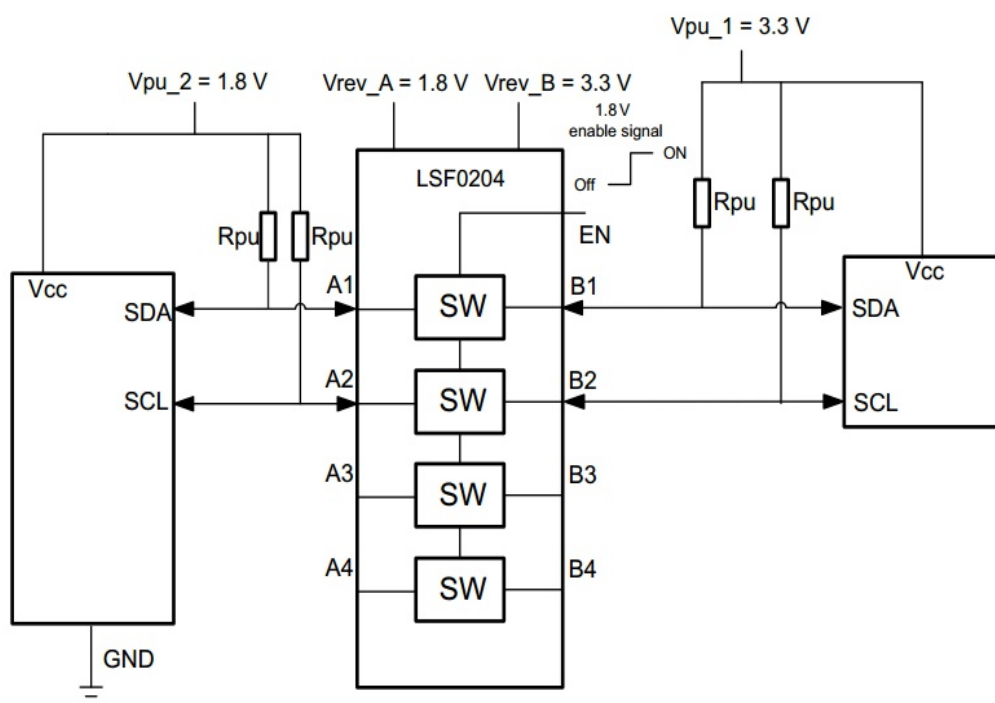 Vpu_1 = 3.3 V
Vpu_2 = 1.8 V
Vrev_A = 1.8 V
Vrev_B = 3.3 V
1.8 V
enable signal
ON
Off
LSF0204
EN
Rpu
Rpu
Rpu
Rpu
Vcc
SDA
SCL
GND
A1
A2
A3
A4
SW
SW
SW
SW
B1
B2
B3
B4
Vcc
SDA
SCL